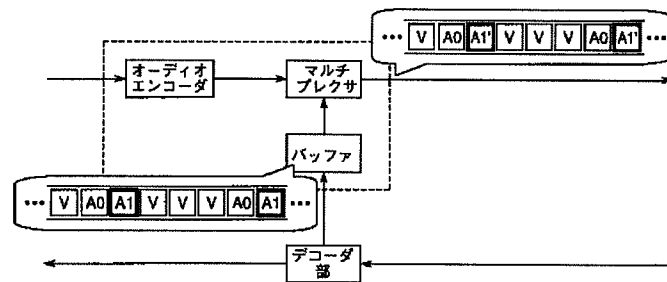 … V A0 A1' V V V A0 A1' …
オーディオ
エンコーダ
マルチ
プレクサ
バッファ
… V A0 A1 V V V A0 A1 …
デコーダ
部